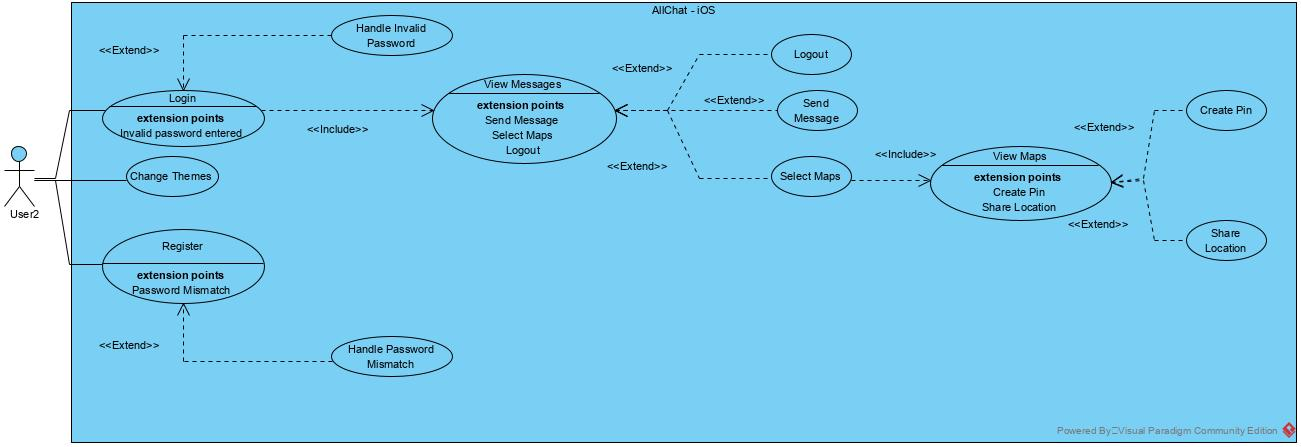 AllChat - iOS
Handle Invalid
Password
<<Extend>>
Login
extension points
Invalid password entered
<<Include>>
View Messages
extension points
Send Message
Select Maps
Logout
<<Extend>>
Logout
<<Extend>>
Send
Message
<<Extend>>
Select Maps
<<Include>>
View Maps
extension points
Create Pin
Share Location
<<Extend>>
Create Pin
<<Extend>>
Share
Location
Change Themes
User2
Register
extension points
Password Mismatch
<<Extend>>
Handle Password
Mismatch
Powered By Visual Paradigm Community Edition